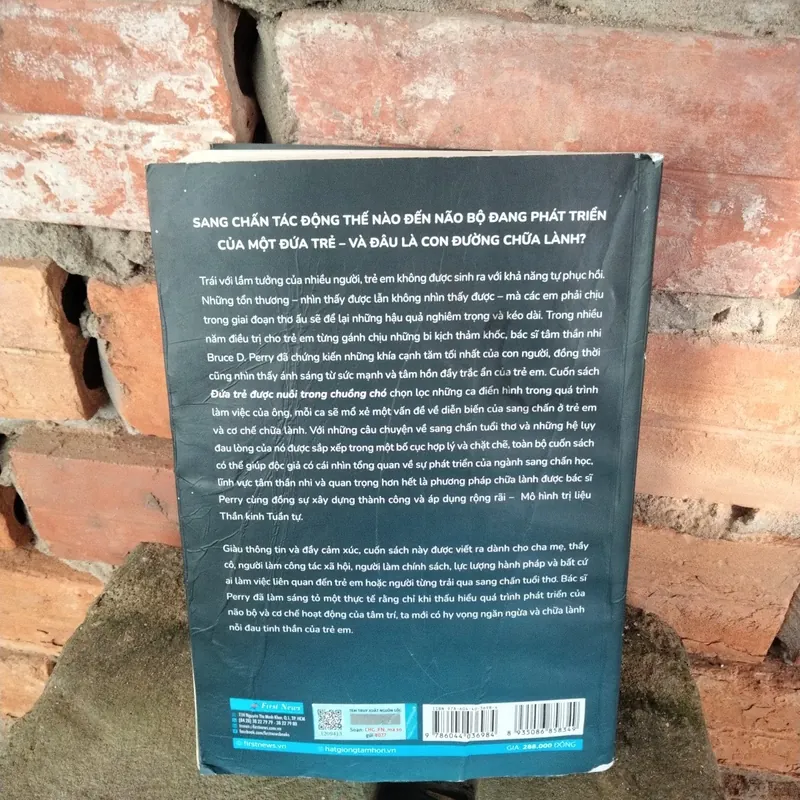 SANG CHẤN TÁC ĐỘNG THẾ NÀO ĐẾN NÃO BỘ ĐANG PHÁT TRIỂN
CỦA MỘT ĐỨA TRẺ – VÀ ĐÂU LÀ CON ĐƯỜNG CHỮA LÀNH?
Trái với lầm tưởng của nhiều người, trẻ em không được sinh ra với khả năng tự phục hồi.
Những tổn thương – nhìn thấy được lẫn không nhìn thấy được – mà các em phải chịu
trong giai đoạn thơ ấu sẽ để lại những hậu quả nghiêm trọng và kéo dài. Trong nhiều
năm điều trị cho trẻ em từng gánh chịu những bi kịch thảm khốc, bác sĩ tâm thần nhi
Bruce D. Perry đã chứng kiến những khía cạnh tăm tối nhất của con người, đồng thời
cũng nhìn thấy ánh sáng từ sức mạnh và tâm hồn đầy trắc ẩn của trẻ em. Cuốn sách
Đứa trẻ được nuôi trong chuồng chó chọn lọc những ca điển hình trong quá trình
làm việc của ông, mỗi ca sẽ mổ xẻ một vấn đề về diễn biến của sang chấn ở trẻ em
và cơ chế chữa lành. Với những câu chuyện về sang chấn tuổi thơ và những hệ lụy
đau lòng của nó được sắp xếp trong một bố cục hợp lý và chặt chẽ, toàn bộ cuốn sách
có thể giúp độc giả có cái nhìn tổng quan về sự phát triển của ngành sang chấn học,
lĩnh vực tâm thần nhi và quan trọng hơn hết là phương pháp chữa lành được bác sĩ
Perry cùng đồng sự xây dựng thành công và áp dụng rộng rãi – Mô hình trị liệu
Thần kinh Tuần tự.
Giàu thông tin và đầy cảm xúc, cuốn sách này được viết ra dành cho cha mẹ, thầy
cô, người làm công tác xã hội, người làm chính sách, lực lượng hành pháp và bất cứ
ai làm việc liên quan đến trẻ em hoặc người từng trải qua sang chấn tuổi thơ. Bác sĩ
Perry đã làm sáng tỏ một thực tế rằng chỉ khi thấu hiểu quá trình phát triển của
não bộ và cơ chế hoạt động của tâm trí, ta mới có hy vọng ngăn ngừa và chữa lành
nỗi đau tinh thần của trẻ em.
First News
TEM TRUY XUẤT NGUỒN GỐC
firstnews.vn
hatgiongtamhon.vn
9 786044 036984
8 935086 858349
GIÁ: 288.000 ĐỒNG